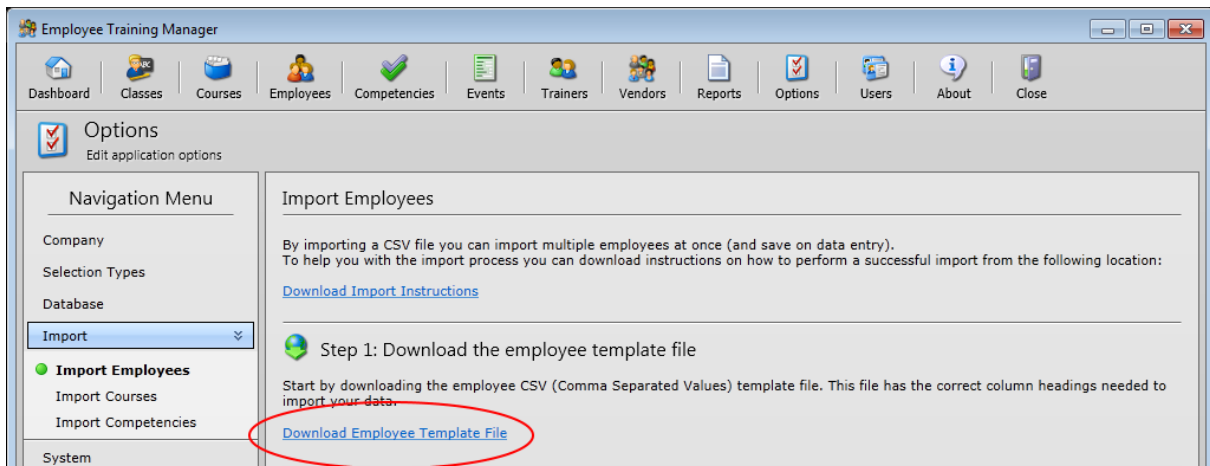 Employee Training Manager
Dashboard Classes Courses Employees Competencies Events Trainers Vendors Reports Options Users About Close
Options
Edit application options
Navigation Menu
Company
Selection Types
Database
Import
Import Employees
Import Courses
Import Competencies
System
Import Employees
By importing a CSV file you can import multiple employees at once (and save on data entry).
To help you with the import process you can download instructions on how to perform a successful import from the following location:
Download Import Instructions
Step 1: Download the employee template file
Start by downloading the employee CSV (Comma Separated Values) template file. This file has the correct column headings needed to
import your data.
Download Employee Template File